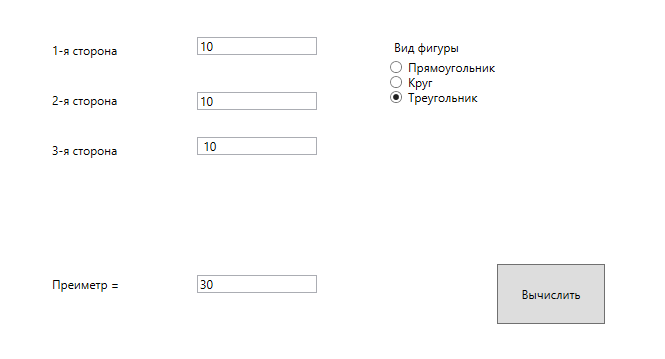 1-я сторона
10
2-я сторона
10
3-я сторона
10
Вид фигуры
Прямоугольник
Круг
Треугольник
Преиметр =
30
Вычислить